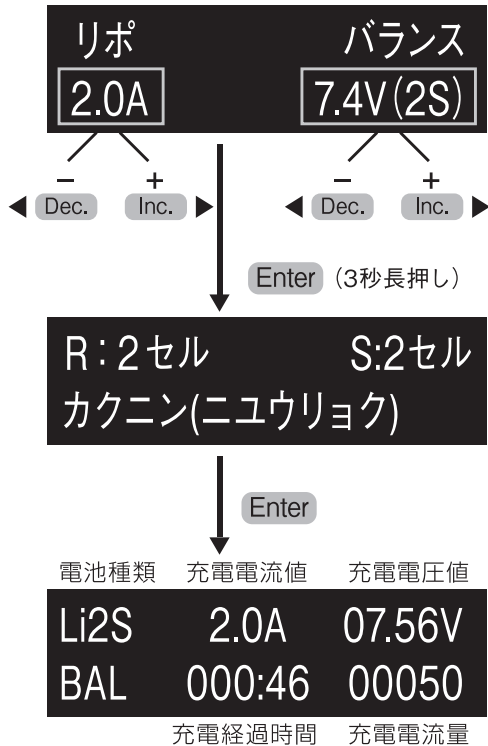 リポ バランス
2.0A 7.4V(2S)
− + − +
◀ Dec. Inc. ▶ ◀ Dec. Inc. ▶
Enter (3秒長押し)
R:2セル S:2セル
カクニン(ニユウリョク)
Enter
電池種類 充電電流値 充電電圧値
Li2S 2.0A 07.56V
BAL 000:46 00050
充電経過時間 充電電流量